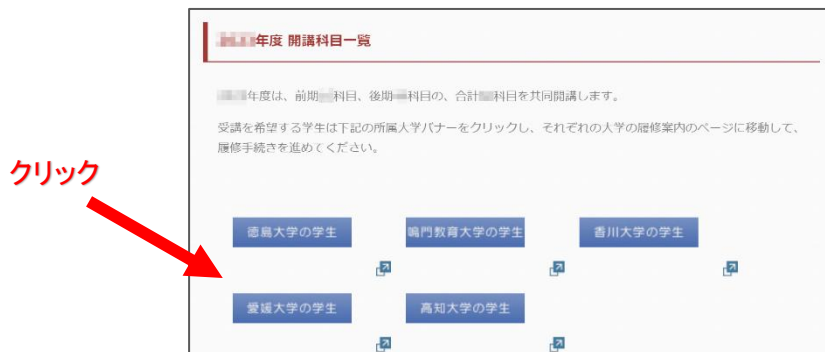 年度 開講科目一覧
年度は、前期 科目、後期 科目の、合計 科目を共同開講します。
受講を希望する学生は下記の所属大学バナーをクリックし、それぞれの大学の履修案内のページに移動して、
履修手続きを進めてください。
クリック
徳島大学の学生
鳴門教育大学の学生
香川大学の学生
愛媛大学の学生
高知大学の学生